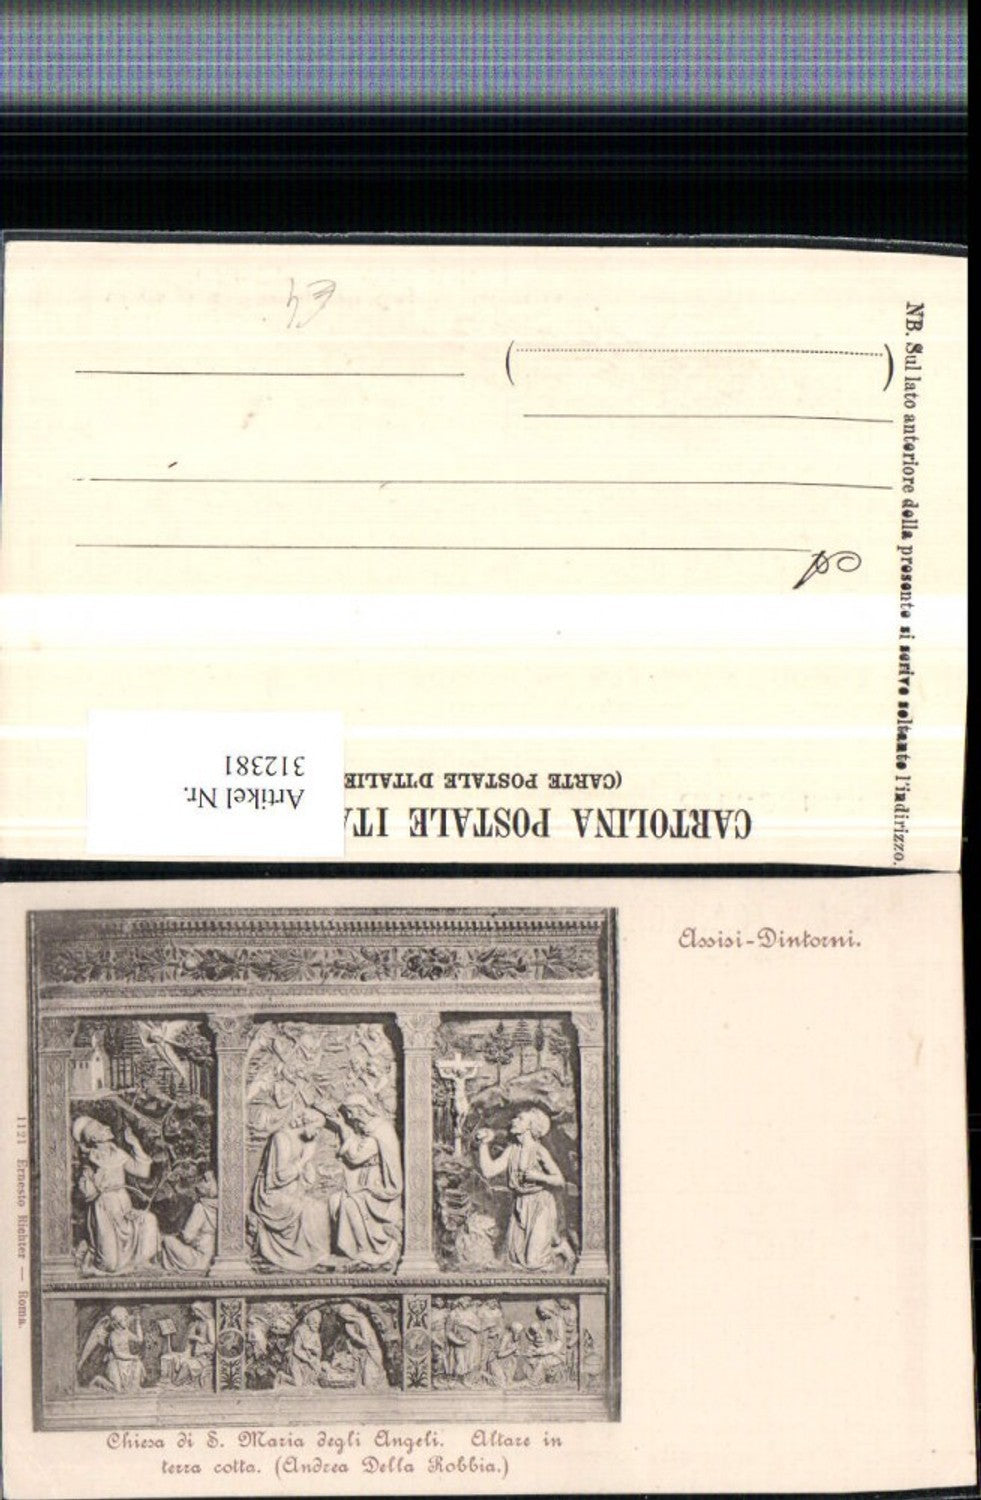 NB. Sul lato anteriore della presente si scrive soltanto l'indirizzo.
CARTOLINA POSTALE ITA
(CARTE POSTALE D'ITALIE
Artikel Nr.
312381
Assisi-Dintorni.
1121 Ernesto Richter — Roma.
Chiesa di S. Maria degli Angeli. Altare in
terra cotta. (Andrea Della Robbia.)